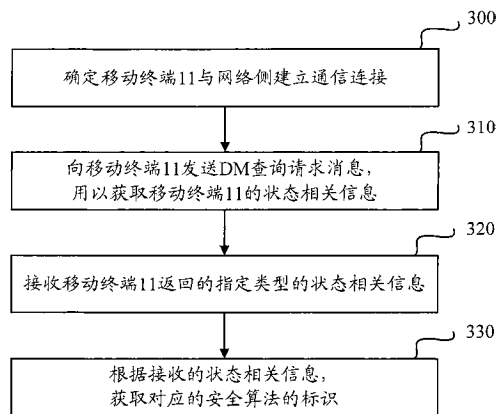 300
确定移动终端11与网络侧建立通信连接
310
向移动终端11发送DM查询请求消息，
用以获取移动终端11的状态相关信息
320
接收移动终端11返回的指定类型的状态相关信息
330
根据接收的状态相关信息，
获取对应的安全算法的标识